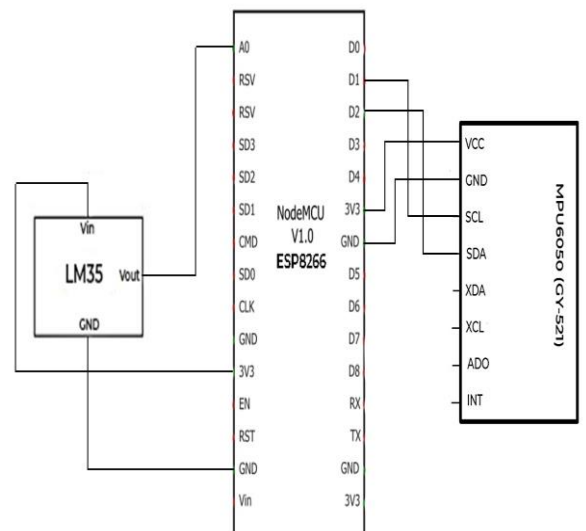 A0
RSV
RSV
SD3
SD2
SD1
CMD
SD0
CLK
GND
3V3
EN
RST
GND
Vin
NodeMCU
V1.0
ESP8266
D0
D1
D2
D3
D4
3V3
GND
D5
D6
D7
D8
RX
TX
GND
3V3
Vin
LM35
Vout
GND
VCC
GND
SCL
SDA
XDA
XCL
ADO
INT
MPU6050 (GY-521)